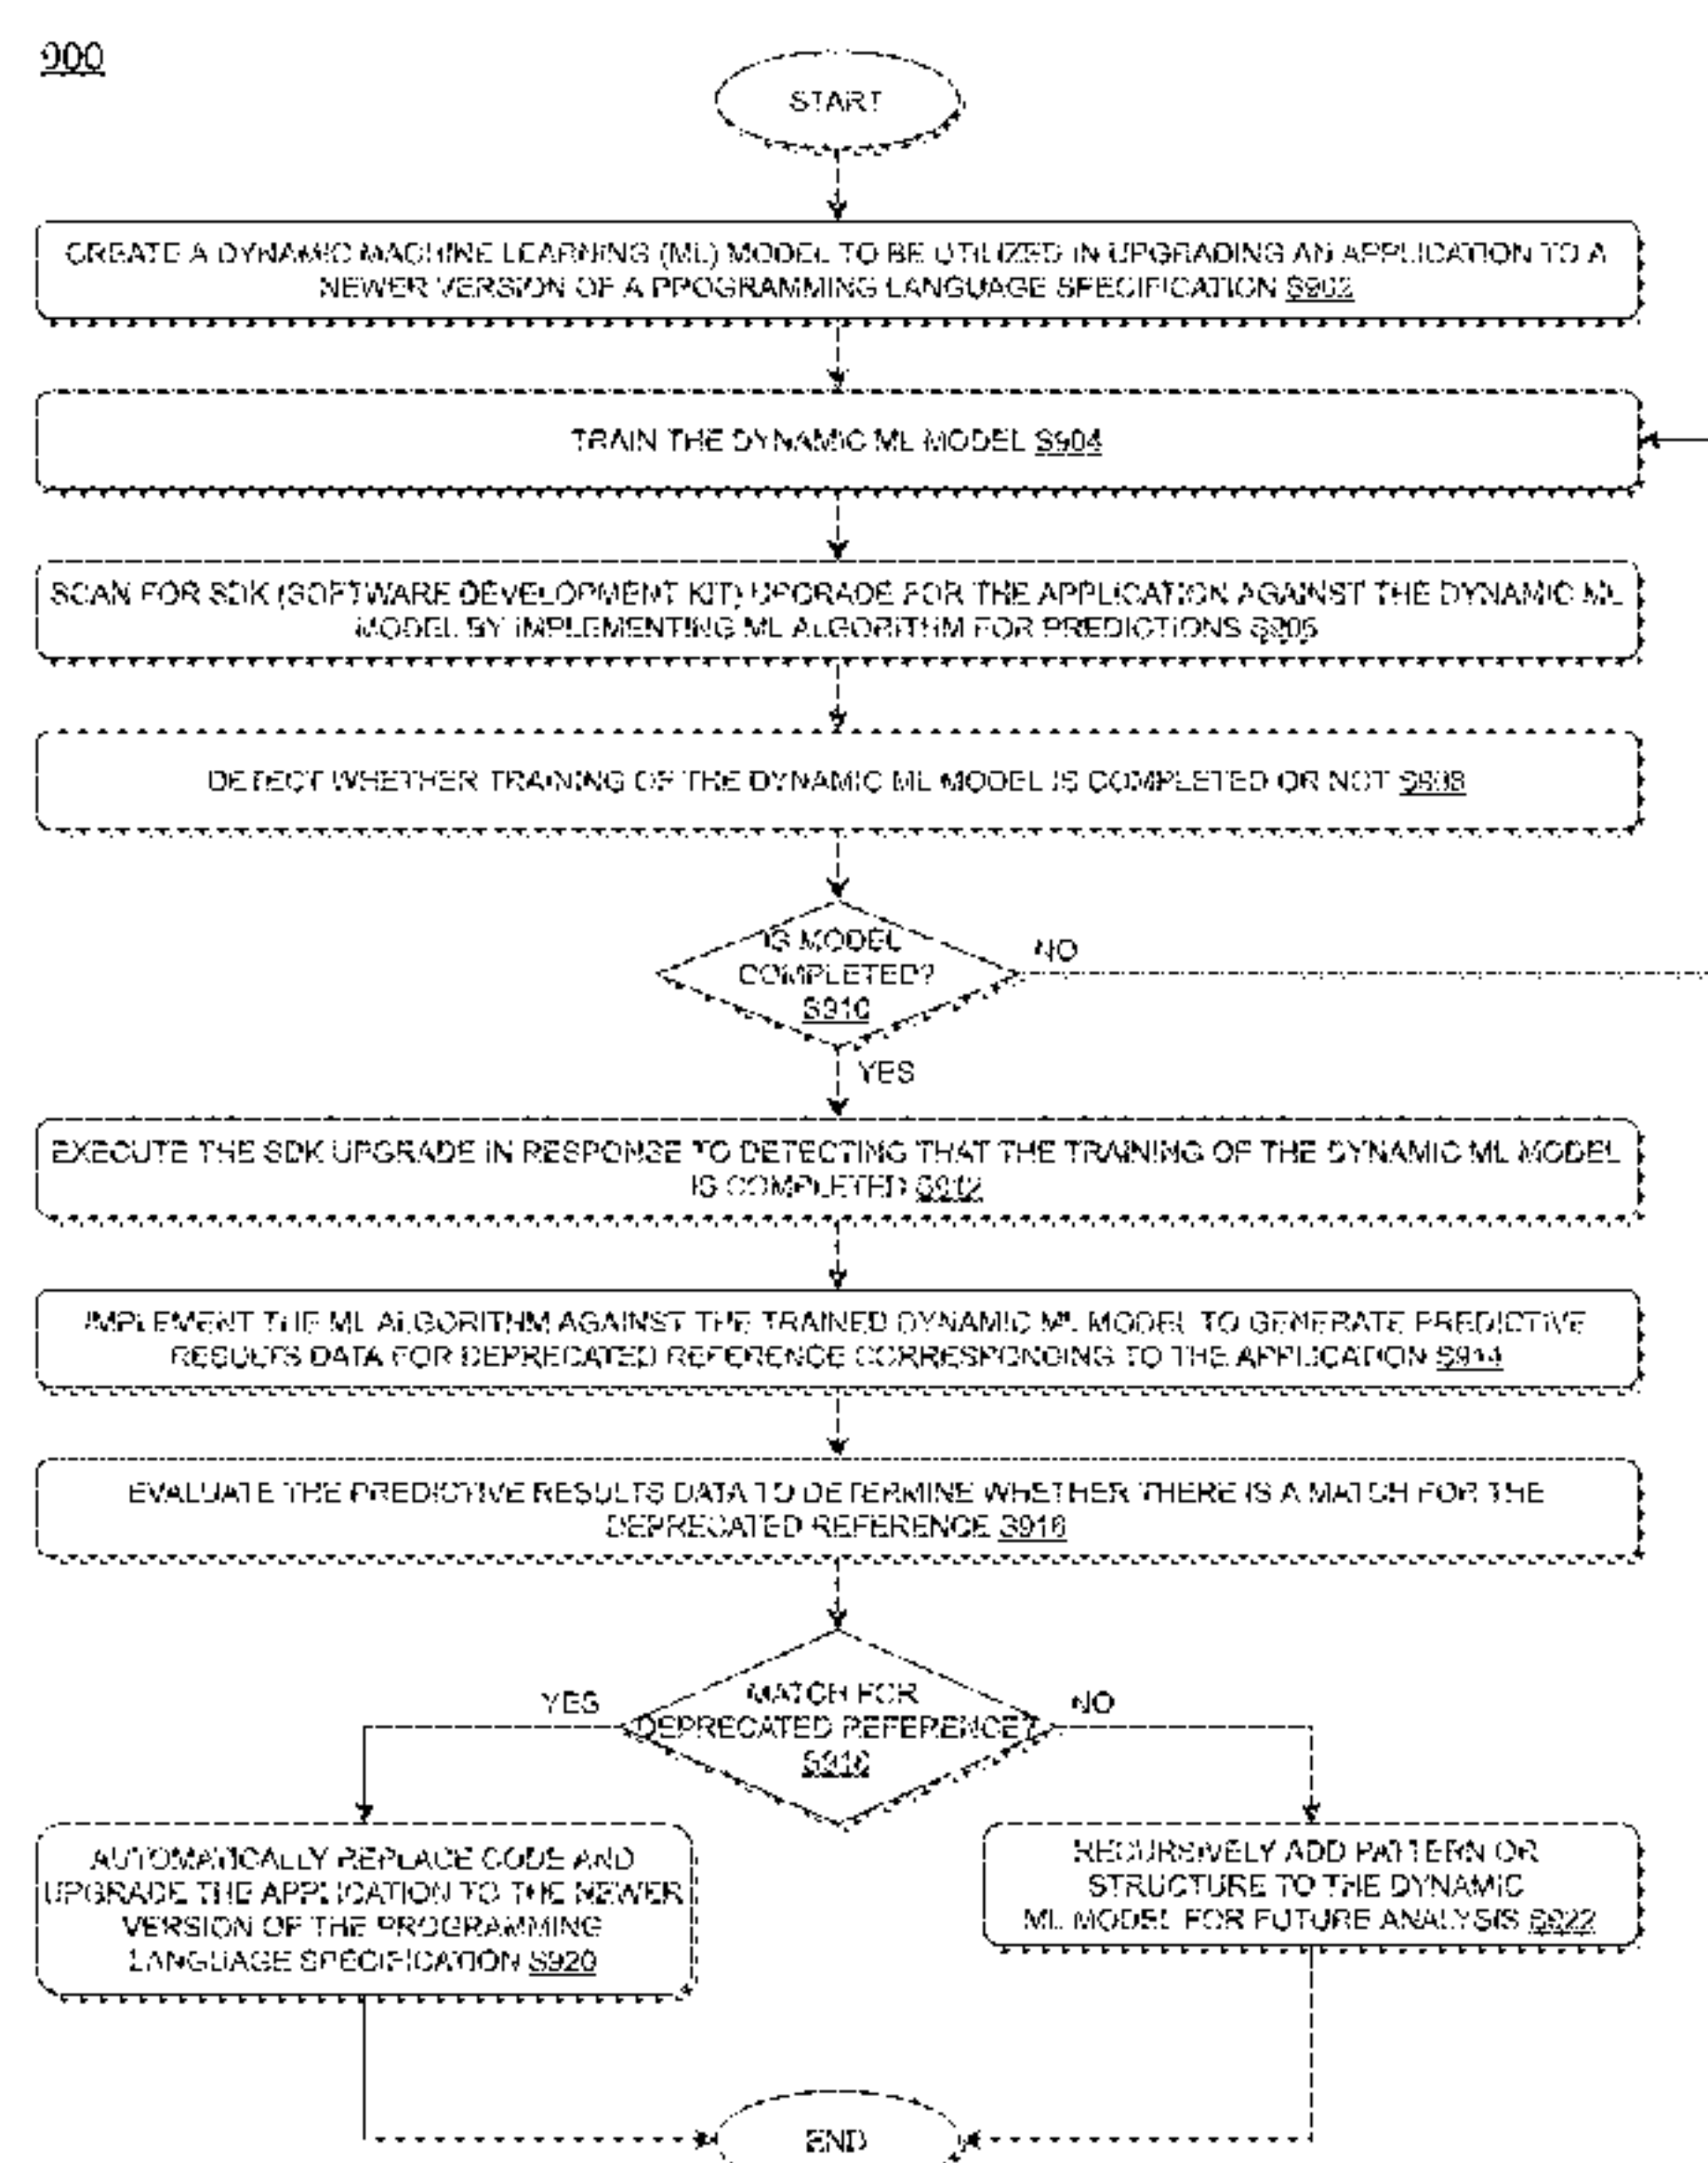 900
START
CREATE A DYNAMIC MACHINE LEARNING (ML) MODEL TO BE UTILIZED IN UPGRADING AN APPLICATION TO A
NEWER VERSION OF A PROGRAMMING LANGUAGE SPECIFICATION S902
TRAIN THE DYNAMIC ML MODEL S904
SCAN FOR SDK (SOFTWARE DEVELOPMENT KIT) UPGRADE FOR THE APPLICATION AGAINST THE DYNAMIC ML
MODEL BY IMPLEMENTING ML ALGORITHM FOR PREDICTIONS S906
DETECT WHETHER TRAINING OF THE DYNAMIC ML MODEL IS COMPLETED OR NOT S908
IS MODEL
COMPLETED?
S910
NO
YES
EXECUTE THE SDK UPGRADE IN RESPONSE TO DETECTING THAT THE TRAINING OF THE DYNAMIC ML MODEL
IS COMPLETED S912
IMPLEMENT THE ML ALGORITHM AGAINST THE TRAINED DYNAMIC ML MODEL TO GENERATE PREDICTIVE
RESULTS DATA FOR DEPRECATED REFERENCE CORRESPONDING TO THE APPLICATION S914
EVALUATE THE PREDICTIVE RESULTS DATA TO DETERMINE WHETHER THERE IS A MATCH FOR THE
DEPRECATED REFERENCE S916
YES
MATCH FOR
DEPRECATED REFERENCE?
NO
AUTOMATICALLY REPLACE CODE AND
UPGRADE THE APPLICATION TO THE NEWER
VERSION OF THE PROGRAMMING
LANGUAGE SPECIFICATION S920
RECURSIVELY ADD PATTERN OR
STRUCTURE TO THE DYNAMIC
ML MODEL FOR FUTURE ANALYSIS S922
END